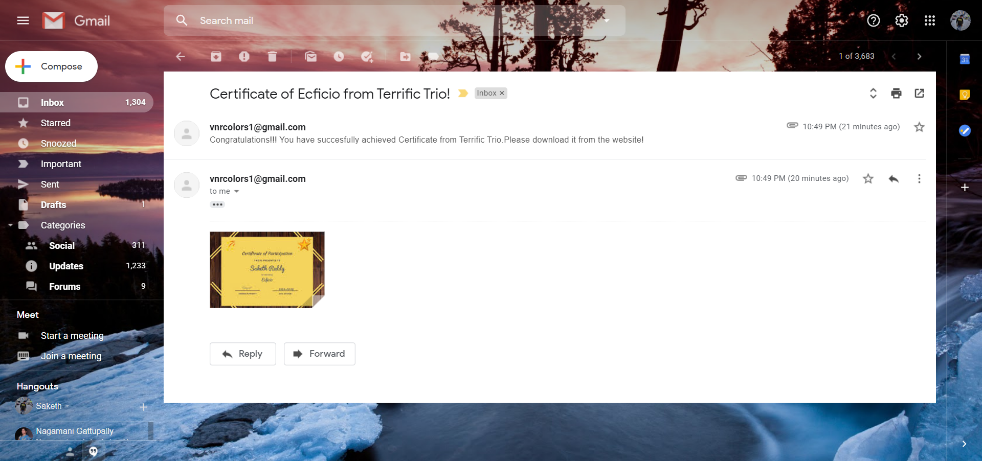 Gmail
Search mail
Compose
1 of 3,683
Inbox 1,304
Starred
Snoozed
Important
Sent
Drafts 1
Categories
Social 311
Updates 1,233
Forums 9
Meet
Start a meeting
Join a meeting
Hangouts
Saketh
Nagamani Gattupally
Certificate of Ecficio from Terrific Trio!
Inbox x
vnrcolors1@gmail.com
10:49 PM (21 minutes ago)
Congratulations!!! You have succesfully achieved Certificate from Terrific Trio.Please download it from the website!
vnrcolors1@gmail.com
10:49 PM (20 minutes ago)
to me
Certificate of Participation
Saketh Reddy
Ecficio
Reply
Forward